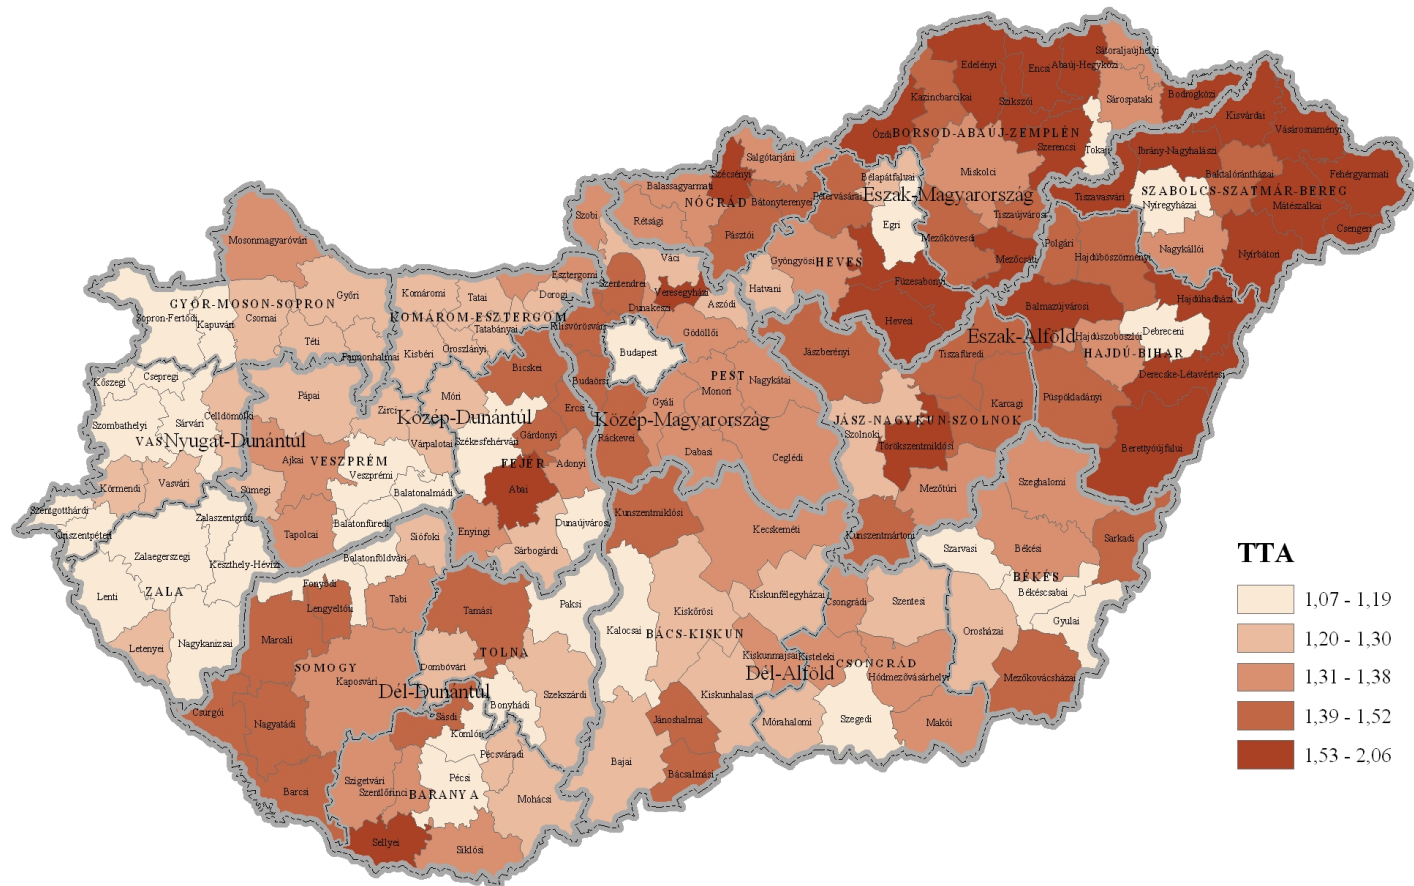 Sátoraljaújhelyi
Edelényi
Encsi
Abaúj-Hegyközi
Kazincbarcikai
Szikszói
Sárospataki
Bodrogközi
Kisvárdai
Vásárosnaményi
Ózdi
BORSOD-ABAÚJ-ZEMPLÉN
Szerencsi
Tokaji
Ibrány-Nagyhalászi
Baktalórántházai
Fehérgyarmati
Salgótarjáni
Szécsényi
Balassagyarmati
Bélapátfalvai
Miskolci
Pétervásárai
Bátonyterenyei
NÓGRÁD
Észak-Magyarország
Tiszavasvári
SZABOLCS-SZATMÁR-BEREG
Nyíregyházai
Mátészalkai
Szobi
Rétsági
Pásztói
Egri
Tiszaújvárosi
Mezőkövesdi
Polgári
Hajdúböszörményi
Nagykállói
Csengeri
Nyírbátori
Mosonmagyaróvári
Váci
Gyöngyösi
HEVES
Mezőcsáti
Füzesabonyi
Esztergomi
Szentendrei
Veresegyházi
Hatvani
GYŐR-MOSON-SOPRON
Győri
Komáromi
Tatai
Dorogi
Dunakeszi
Aszódi
Hevesi
Balmazújvárosi
Hajdúhadházi
Sopron-Fertődi
Kapuvári
Csornai
KOMÁROM-ESZTERGOM
Tatabányai
Pilisvörösvári
Gödöllői
Észak-Alföld
Hajdúszoboszlói
Debreceni
Téti
Pannonhalmai
Kisbéri
Oroszlányi
Budapest
Jászberényi
Tiszafüredi
HAJDÚ-BIHAR
Kőszegi
Csepregi
Bicskei
Budaörsi
PEST
Nagykátai
Monori
Derecske-Létavértesi
Pápai
Móri
Gyáli
Karcagi
Püspökladányi
Szombathelyi
Sárvári
Celldömölki
Zirci
Közép-Dunántúl
Ercsi
Közép-Magyarország
JÁSZ-NAGYKUN-SZOLNOK
VAS
Nyugat-Dunántúl
Várpalotai
Székesfehérvári
Gárdonyi
Ráckevei
Szolnoki
Törökszentmiklósi
Berettyóújfalui
Ajkai
VESZPRÉM
Veszprémi
FEJÉR
Adonyi
Dabasi
Ceglédi
Körmendi
Vasvári
Sümegi
Balatonalmádi
Abai
Mezőtúri
Szeghalomi
Szentgotthárdi
Zalaszentgróti
Balatonfüredi
Dunaújvárosi
Kunszentmiklósi
Kecskeméti
Őriszentpéteri
Tapolcai
Siófoki
Enyingi
Kunszentmártoni
Sarkadi
Zalaegerszegi
Keszthely-Hévízi
Balatonföldvári
Sárbogárdi
Szarvasi
Békési
Lenti
ZALA
Fonyódi
Lengyeltóti
Tabi
Tamási
Paksi
Kiskőrösi
Kiskunfélegyházai
Csongrádi
Szentesi
BÉKÉS
Békéscsabai
Gyulai
Letenyei
Nagykanizsai
Marcali
Kalocsai
BÁCS-KISKUN
Orosházai
SOMOGY
Kaposvári
Dombóvári
TOLNA
Kiskunmajsai
Kisteleki
CSONGRÁD
Dél-Alföld
Hódmezővásárhelyi
Mezőkovácsházai
Dél-Dunántúl
Szekszárdi
Kiskunhalasi
Csurgói
Nagyatádi
Sásdi
Bonyhádi
Jánoshalmai
Mórahalomi
Szegedi
Makói
Komlói
Pécsváradi
Bajai
Bácsalmási
Barcsi
Szigetvári
Szentlőrinci
Pécsi
BARANYA
Mohácsi
Sellyei
Siklósi
TTA
1,07 - 1,19
1,20 - 1,30
1,31 - 1,38
1,39 - 1,52
1,53 - 2,06